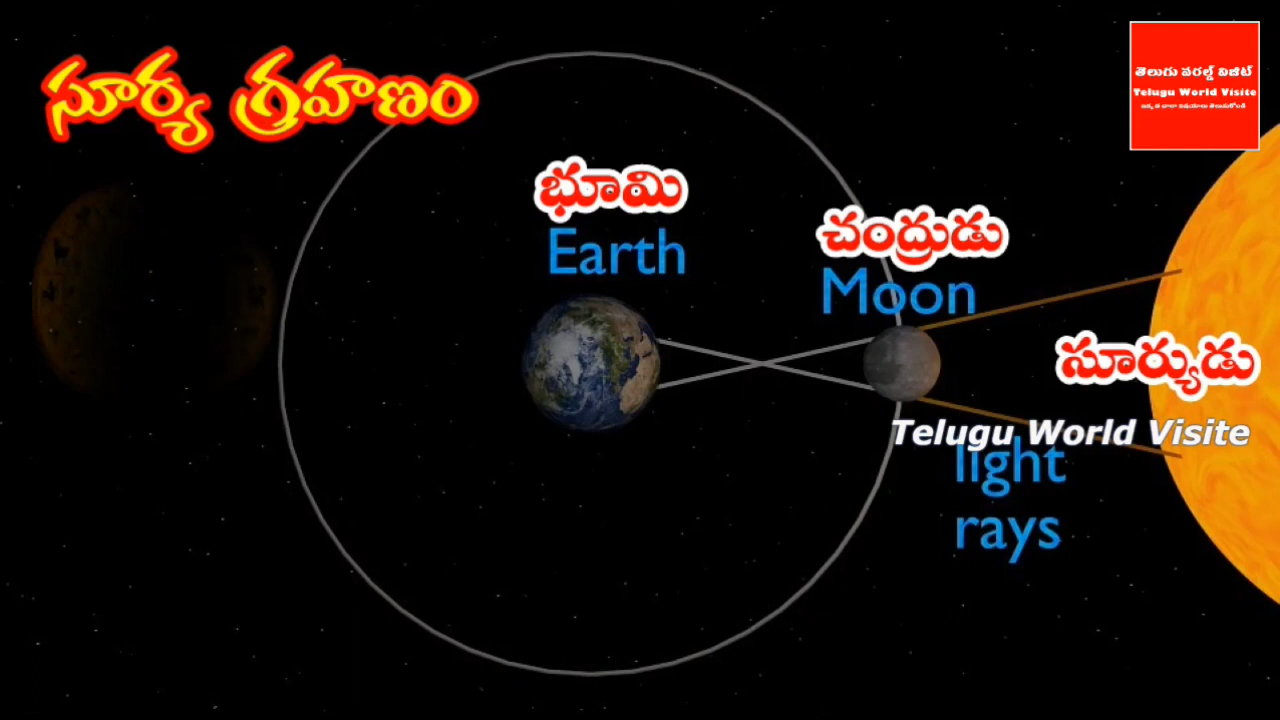 సూర్య గ్రహణం
తెలుగు వరల్డ్ విజిట్
Telugu World Visite
భూమి
Earth
చంద్రుడు
Moon
సూర్యుడు
Telugu World Visite
light
rays